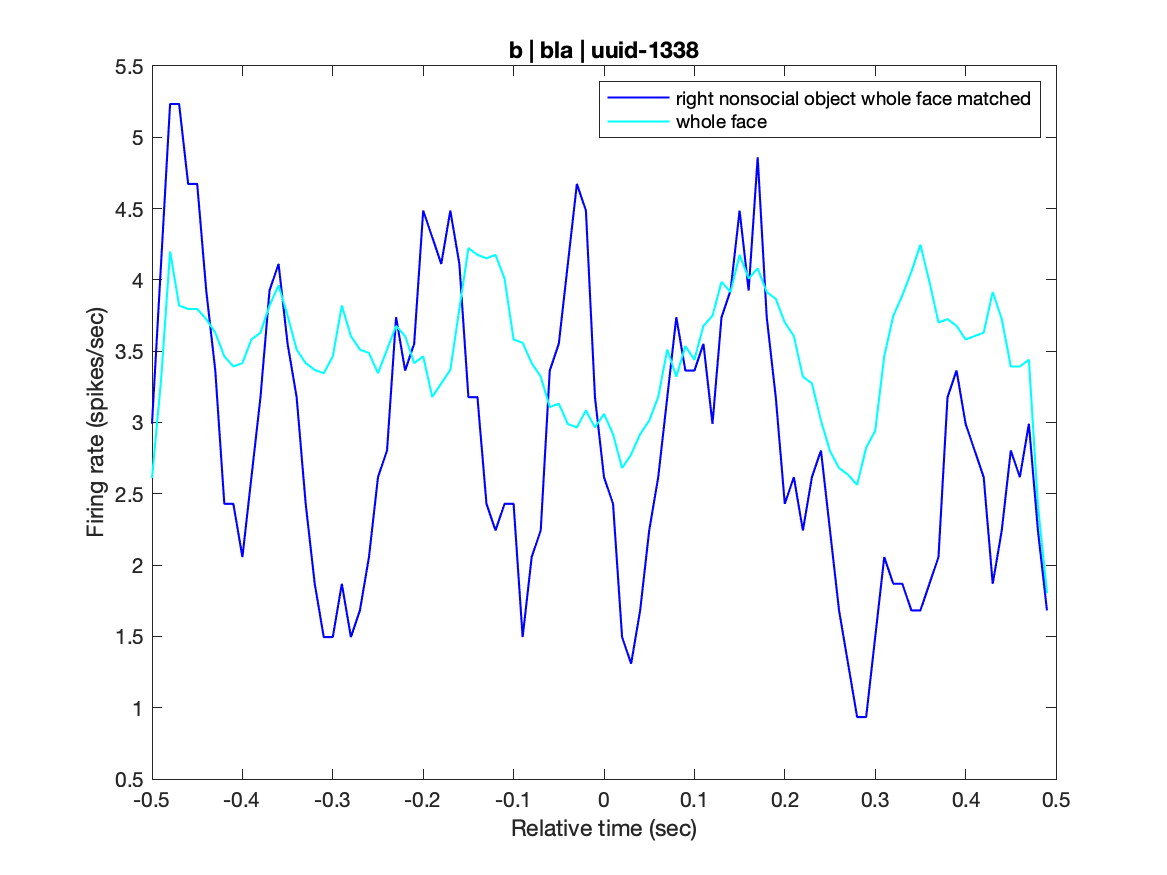 b | bla | uuid-1338
right nonsocial object whole face matched
whole face
5.5
5
4.5
4
3.5
3
2.5
2
1.5
1
0.5
Firing rate (spikes/sec)
-0.5 -0.4 -0.3 -0.2 -0.1 0 0.1 0.2 0.3 0.4 0.5
Relative time (sec)